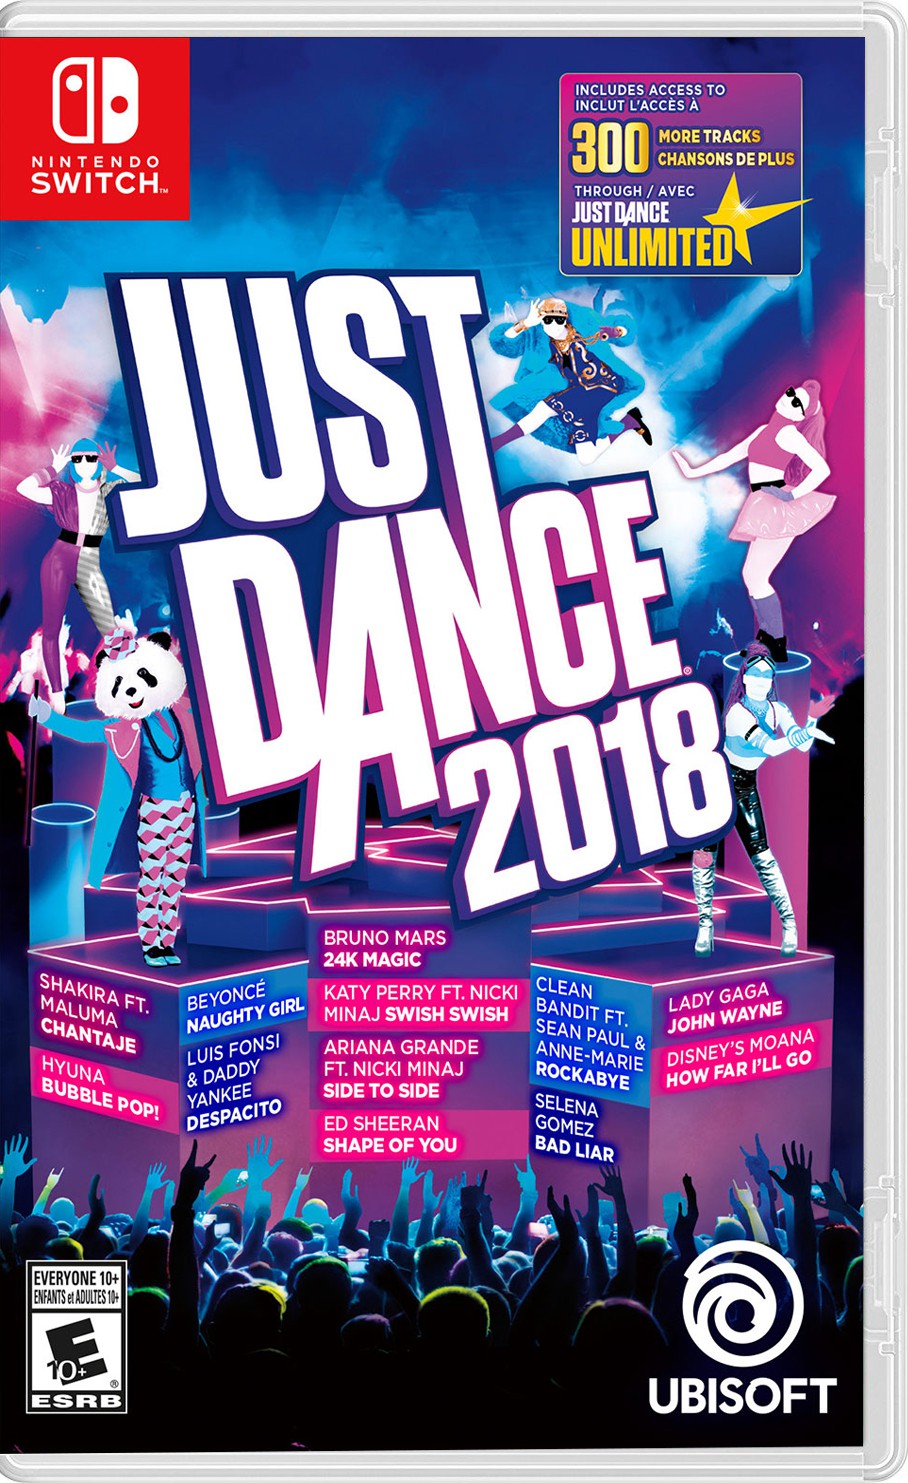 NINTENDO
SWITCH™
INCLUDES ACCESS TO
INCLUT L'ACCÈS À
300
MORE TRACKS
CHANSONS DE PLUS
THROUGH / AVEC
JUST DANCE
UNLIMITED
JUST
DANCE®
2018
SHAKIRA FT.
MALUMA
CHANTAJE
HYUNA
BUBBLE POP!
BEYONCÉ
NAUGHTY GIRL
LUIS FONSI
& DADDY
YANKEE
DESPACITO
BRUNO MARS
24K MAGIC
KATY PERRY FT. NICKI
MINAJ SWISH SWISH
ARIANA GRANDE
FT. NICKI MINAJ
SIDE TO SIDE
ED SHEERAN
SHAPE OF YOU
CLEAN
BANDIT FT.
SEAN PAUL &
ANNE-MARIE
ROCKABYE
SELENA
GOMEZ
BAD LIAR
LADY GAGA
JOHN WAYNE
DISNEY'S MOANA
HOW FAR I'LL GO
EVERYONE 10+
ENFANTS et ADULTES 10+
E
10+
®
ESRB
UBISOFT